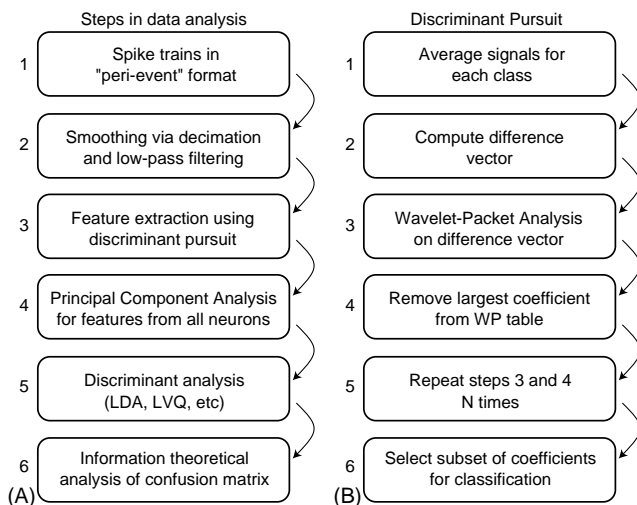 Steps in data analysis
1
Spike trains in
"peri-event" format
2
Smoothing via decimation
and low-pass filtering
3
Feature extraction using
discriminant pursuit
4
Principal Component Analysis
for features from all neurons
5
Discriminant analysis
(LDA, LVQ, etc)
6
Information theoretical
analysis of confusion matrix
(A)
Discriminant Pursuit
1
Average signals for
each class
2
Compute difference
vector
3
Wavelet-Packet Analysis
on difference vector
4
Remove largest coefficient
from WP table
5
Repeat steps 3 and 4
N times
6
Select subset of coefficients
for classification
(B)